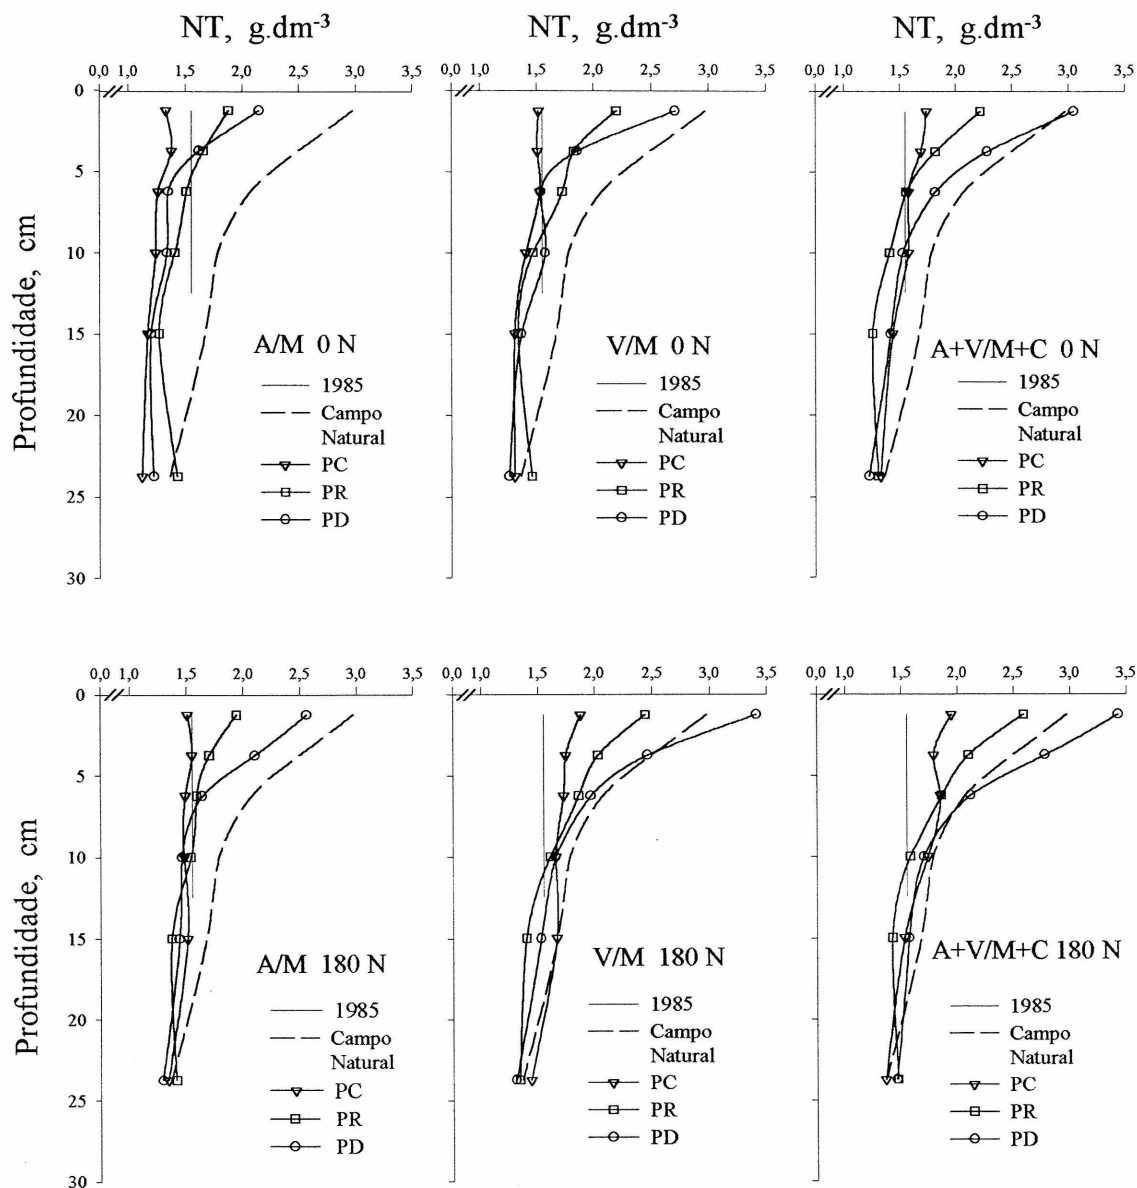 NT, g.dm-3
NT, g.dm-3
NT, g.dm-3
0,0 1,0 1,5 2,0 2,5 3,0 3,5
0,0 1,0 1,5 2,0 2,5 3,0 3,5
0,0 1,0 1,5 2,0 2,5 3,0 3,5
Profundidade, cm
0
5
10
15
20
25
30
A/M 0 N
1985
Campo
Natural
PC
PR
PD
V/M 0 N
1985
Campo
Natural
PC
PR
PD
A+V/M+C 0 N
1985
Campo
Natural
PC
PR
PD
0,0 1,0 1,5 2,0 2,5 3,0 3,5
0,0 1,0 1,5 2,0 2,5 3,0 3,5
0,0 1,0 1,5 2,0 2,5 3,0 3,5
Profundidade, cm
0
5
10
15
20
25
30
A/M 180 N
1985
Campo
Natural
PC
PR
PD
V/M 180 N
1985
Campo
Natural
PC
PR
PD
A+V/M+C 180 N
1985
Campo
Natural
PC
PR
PD